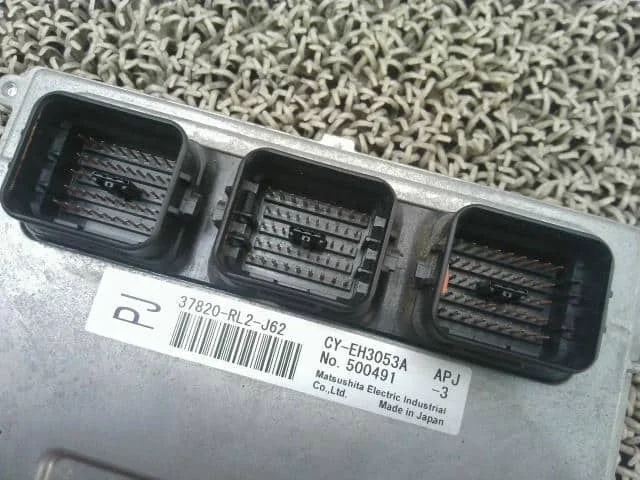 PJ
37820-RL2-J62
CY-EH3053A APJ
No. 500491 -3
Matsushita Electric Industrial
Co.,Ltd. Made in Japan